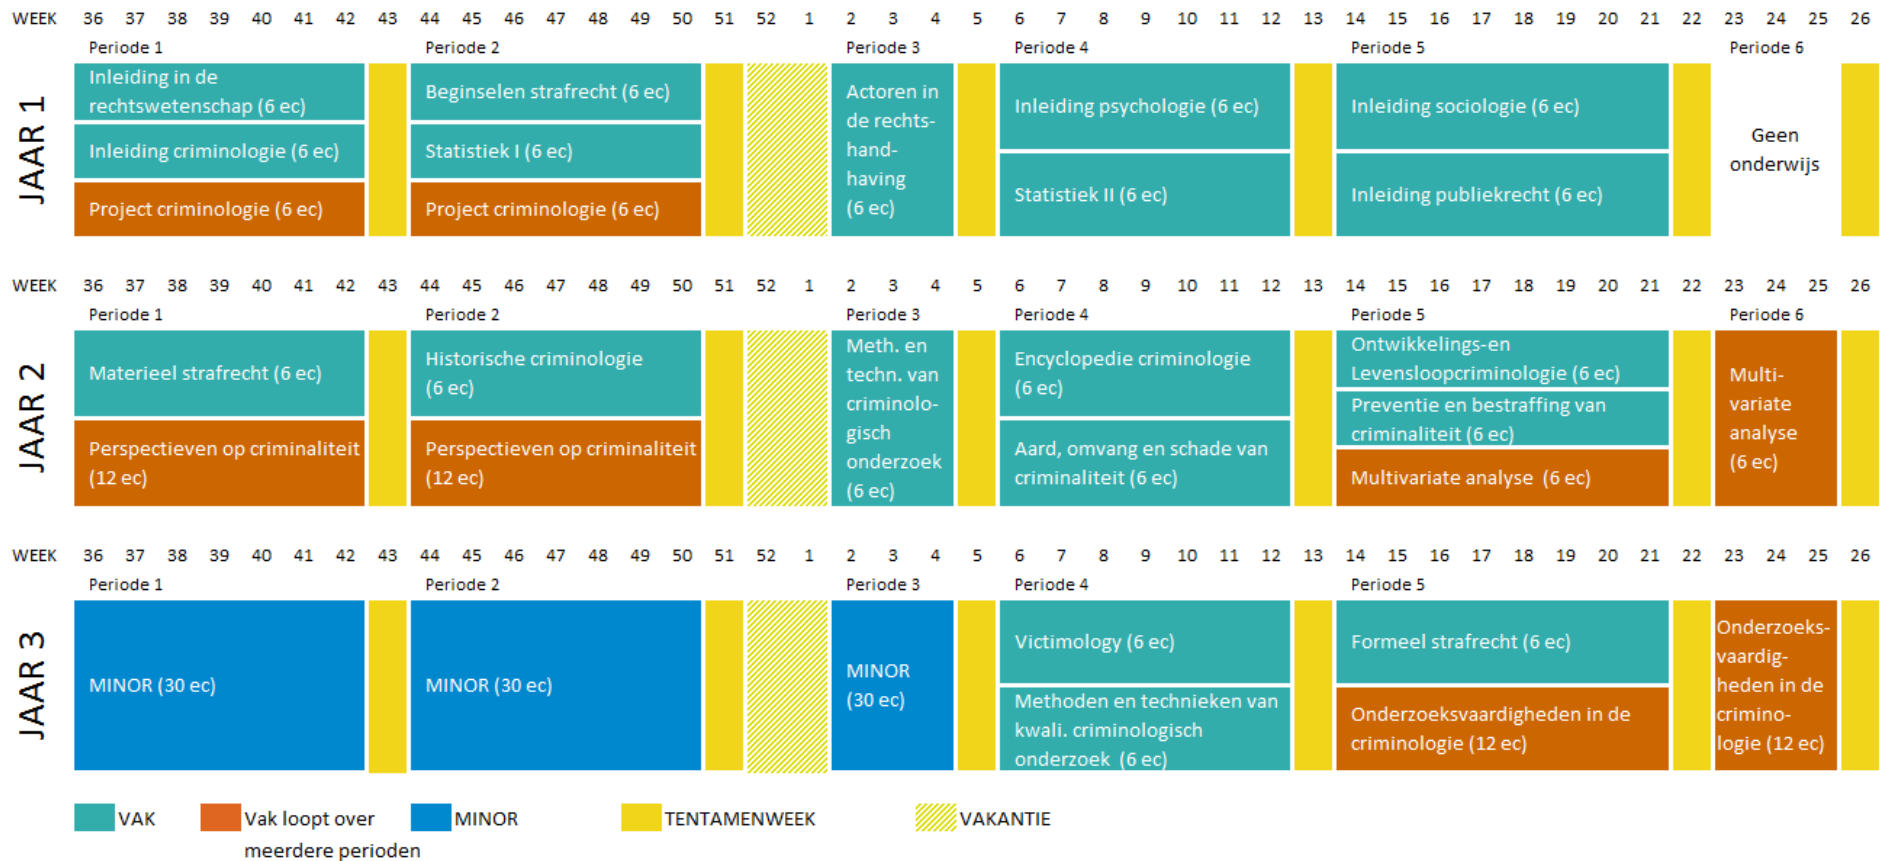 WEEK 36 37 38 39 40 41 42 43 44 45 46 47 48 49 50 51 52 1 2 3 4 5 6 7 8 9 10 11 12 13 14 15 16 17 18 19 20 21 22 23 24 25 26
Periode 1 Periode 2 Periode 3 Periode 4 Periode 5 Periode 6
JAAR 1
Inleiding in de
rechtswetenschap (6 ec)
Inleiding criminologie (6 ec)
Project criminologie (6 ec)
Beginselen strafrecht (6 ec)
Statistiek I (6 ec)
Project criminologie (6 ec)
Actoren in
de rechts-
hand-
having
(6 ec)
Inleiding psychologie (6 ec)
Statistiek II (6 ec)
Inleiding sociologie (6 ec)
Inleiding publiekrecht (6 ec)
Geen
onderwijs
WEEK 36 37 38 39 40 41 42 43 44 45 46 47 48 49 50 51 52 1 2 3 4 5 6 7 8 9 10 11 12 13 14 15 16 17 18 19 20 21 22 23 24 25 26
Periode 1 Periode 2 Periode 3 Periode 4 Periode 5 Periode 6
JAAR 2
Materieel strafrecht (6 ec)
Perspectieven op criminaliteit
(12 ec)
Historische criminologie
(6 ec)
Perspectieven op criminaliteit
(12 ec)
Meth. en
techn. van
criminolo-
gisch
onderzoek
(6 ec)
Encyclopedie criminologie
(6 ec)
Aard, omvang en schade van
criminaliteit (6 ec)
Ontwikkelings-en
Levensloopcriminologie (6 ec)
Preventie en bestraffing van
criminaliteit (6 ec)
Multivariate analyse (6 ec)
Multi-
variate
analyse
(6 ec)
WEEK 36 37 38 39 40 41 42 43 44 45 46 47 48 49 50 51 52 1 2 3 4 5 6 7 8 9 10 11 12 13 14 15 16 17 18 19 20 21 22 23 24 25 26
Periode 1 Periode 2 Periode 3 Periode 4 Periode 5
JAAR 3
MINOR (30 ec)
MINOR (30 ec)
MINOR
(30 ec)
Victimology (6 ec)
Methoden en technieken van
kwali. criminologisch
onderzoek (6 ec)
Formeel strafrecht (6 ec)
Onderzoeksvaardigheden in de
criminologie (12 ec)
Onderzoeks-
vaardig-
heden in de
crimino-
logie (12 ec)
VAK
Vak loopt over
meerdere perioden
MINOR
TENTAMENWEEK
VAKANTIE